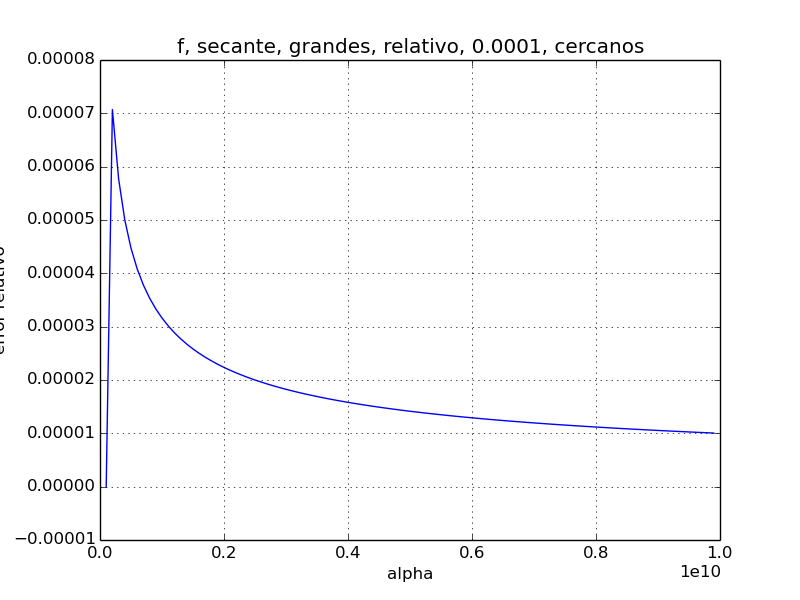 f, secante, grandes, relativo, 0.0001, cercanos
0.00008
0.00007
0.00006
0.00005
0.00004
0.00003
0.00002
0.00001
0.00000
−0.00001
error relativo
0.0 0.2 0.4 0.6 0.8 1.0
1e10
alpha